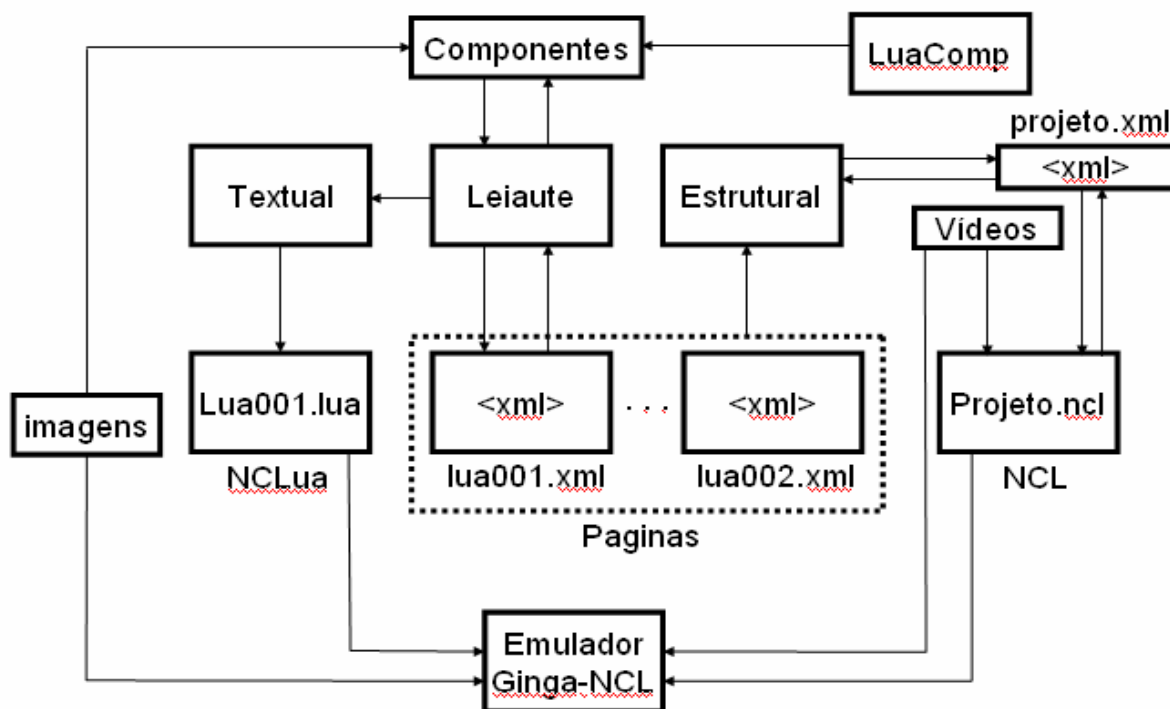 Componentes
LuaComp
projeto.xml
<xml>
Textual
Leiaute
Estrutural
Vídeos
Lua001.lua
<xml>
. . .
<xml>
Projeto.ncl
imagens
NCLua
lua001.xml
lua002.xml
NCL
Paginas
Emulador
Ginga-NCL